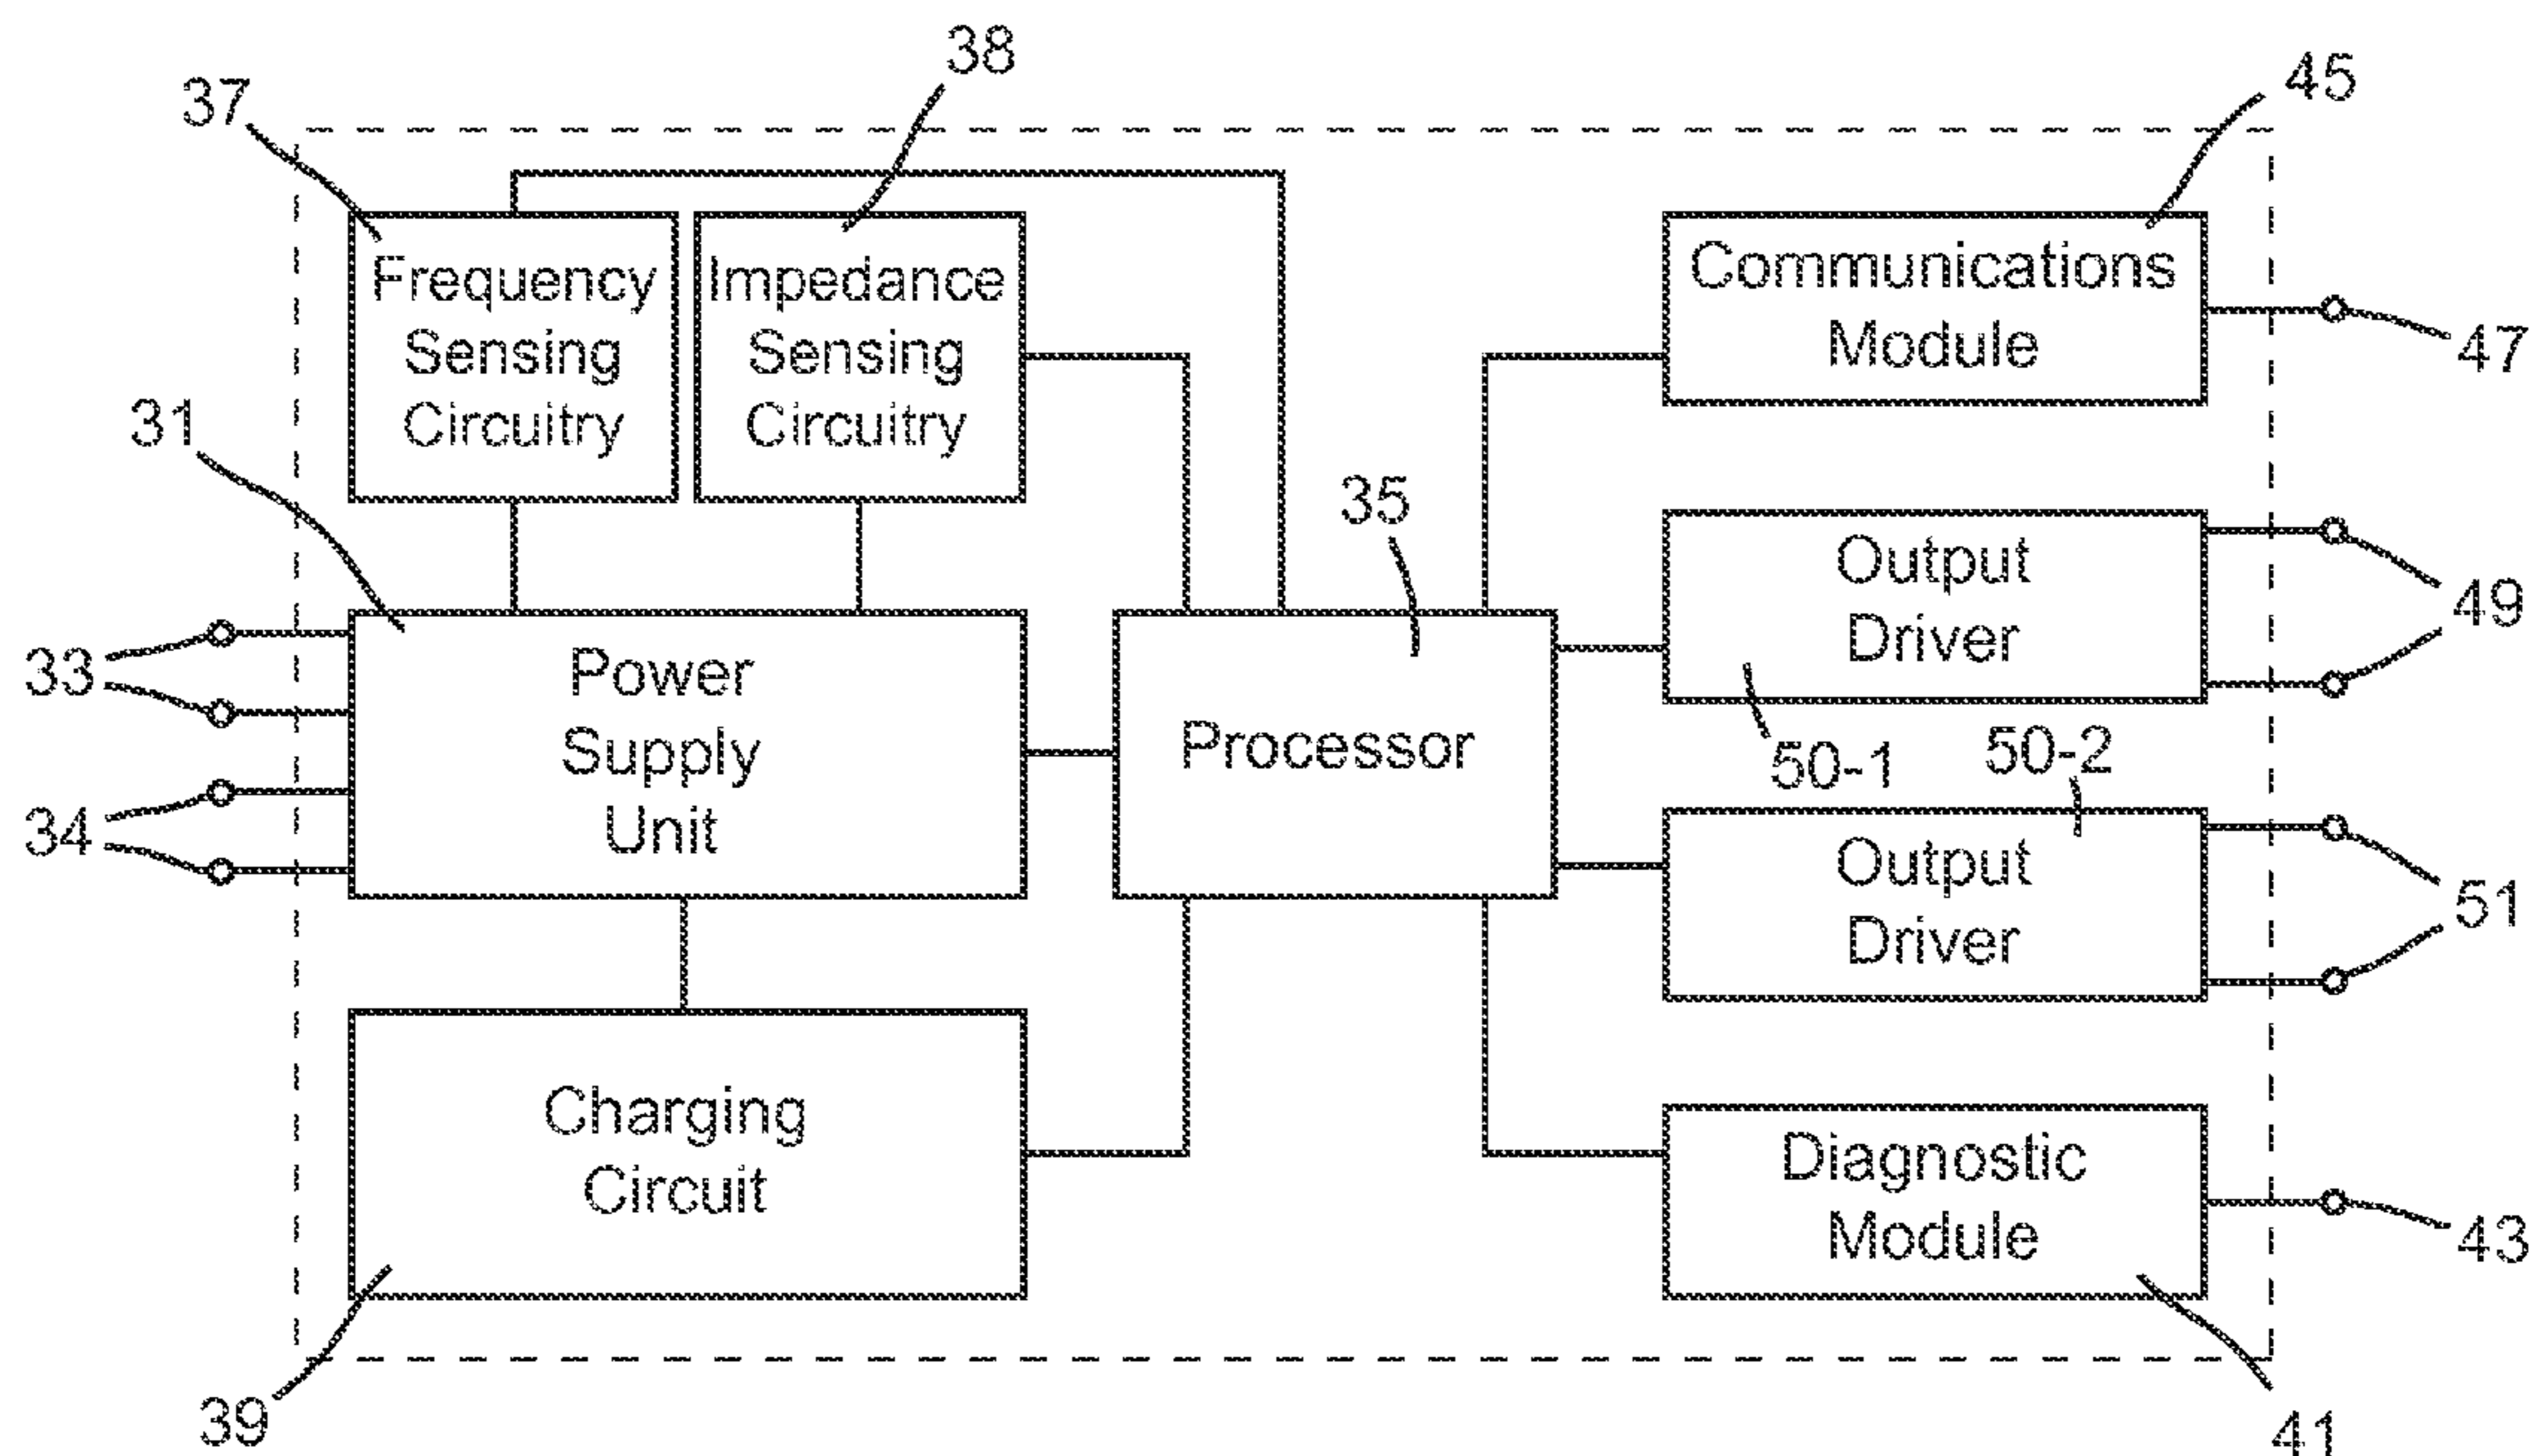 38
45
37
Frequency
Sensing
Circuitry
Impedance
Sensing
Circuitry
Communications
Module
47
31
35
Output
Driver
49
33
Power
Supply
Unit
Processor
50-1
50-2
34
Output
Driver
51
Charging
Circuit
Diagnostic
Module
43
39
41